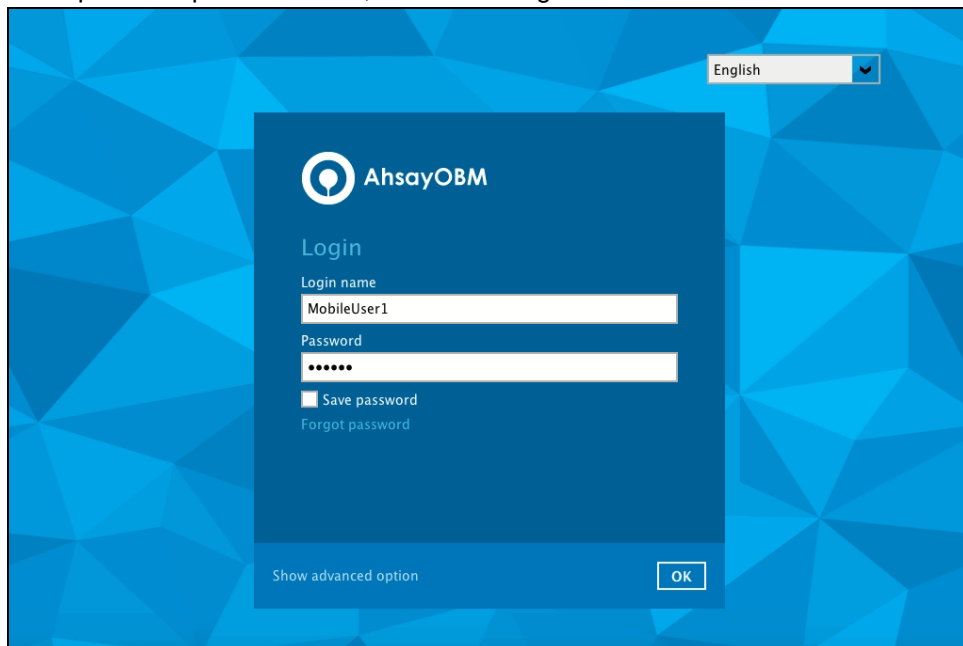 English
AhsayOBM
Login
Login name
MobileUser1
Password
••••••
Save password
Forgot password
Show advanced option
OK